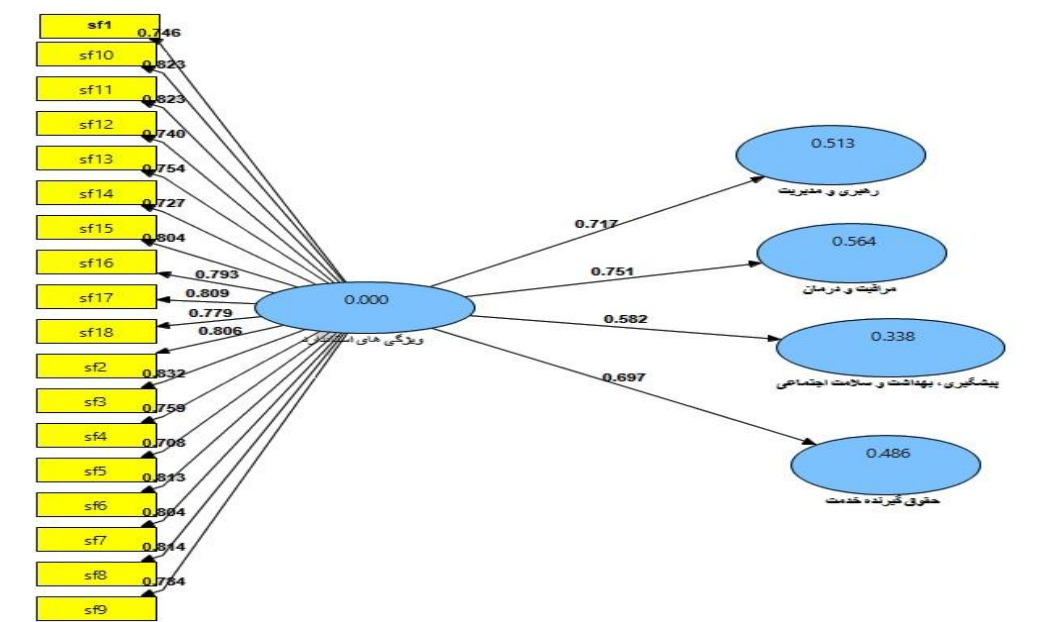 sf1
0.746
sf10
0.823
sf11
0.823
sf12
0.740
sf13
0.754
sf14
0.727
sf15
0.804
sf16
0.793
sf17
0.809
sf18
0.779
sf2
0.806
sf3
0.832
sf4
0.759
sf5
0.708
sf6
0.813
sf7
0.804
sf8
0.814
sf9
0.784
0.000
ویژگی های استاندارد
0.717
0.513
رهبری و مدیریت
0.751
0.564
مراقبت و درمان
0.582
0.338
پیشگیری، بهداشت و سلامت اجتماعی
0.697
0.486
حقوق گیرنده خدمت